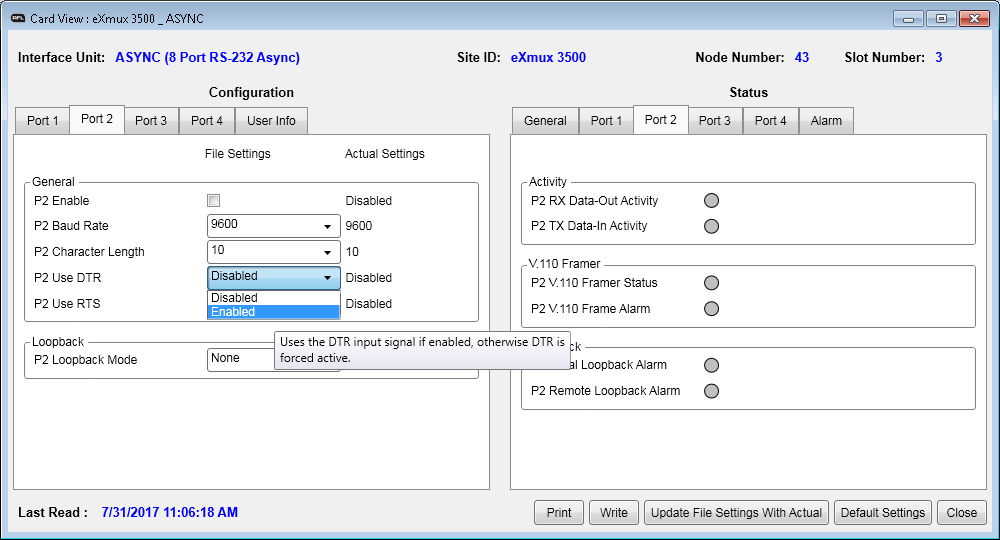 AFL Card View : eXmux 3500 _ ASYNC
Interface Unit: ASYNC (8 Port RS-232 Async) Site ID: eXmux 3500 Node Number: 43 Slot Number: 3
Configuration
Port 1 Port 2 Port 3 Port 4 User Info
File Settings Actual Settings
General
P2 Enable Disabled
P2 Baud Rate 9600 9600
P2 Character Length 10 10
P2 Use DTR Disabled Disabled
P2 Use RTS Disabled
Disabled
Enabled
Uses the DTR input signal if enabled, otherwise DTR is
forced active.
Loopback
P2 Loopback Mode None
Status
General Port 1 Port 2 Port 3 Port 4 Alarm
Activity
P2 RX Data-Out Activity
P2 TX Data-In Activity
V.110 Framer
P2 V.110 Framer Status
P2 V.110 Frame Alarm
ck
al Loopback Alarm
P2 Remote Loopback Alarm
Last Read : 7/31/2017 11:06:18 AM
Print Write Update File Settings With Actual Default Settings Close